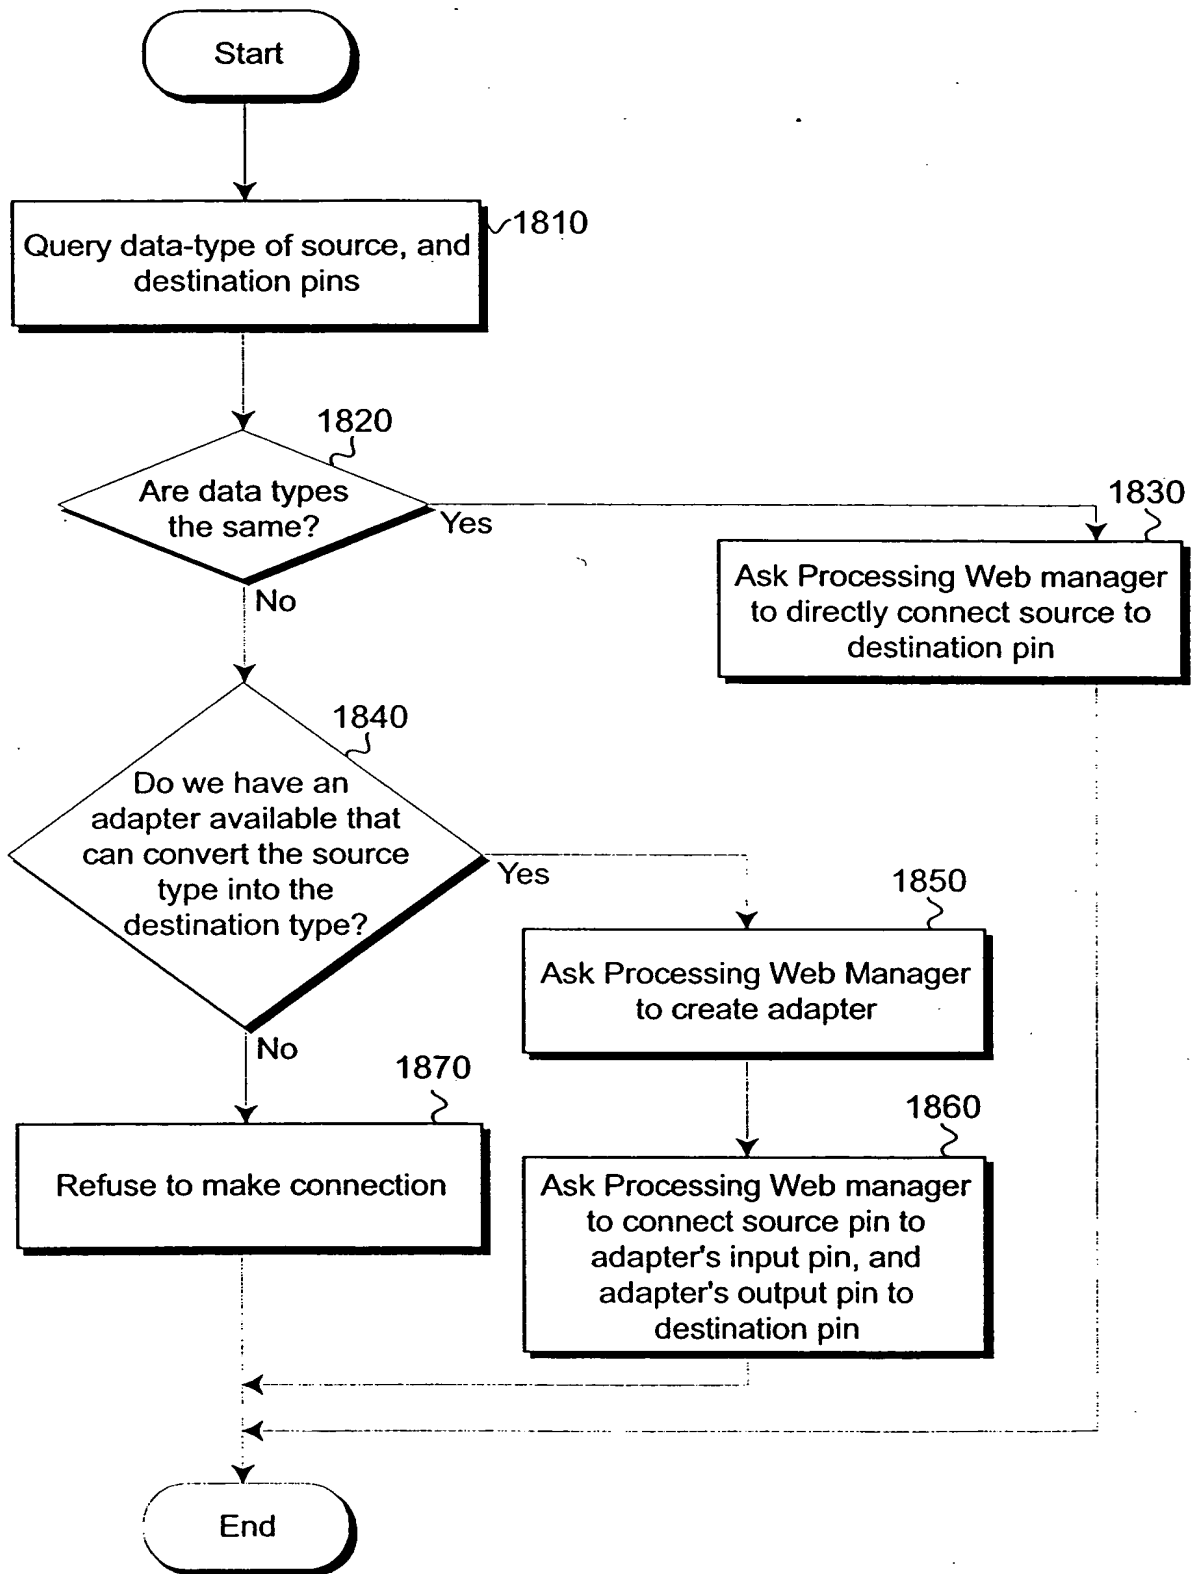 Start
1810
Query data-type of source, and
destination pins
1820
Are data types
the same?
Yes
No
1830
Ask Processing Web manager
to directly connect source to
destination pin
1840
Do we have an
adapter available that
can convert the source
type into the
destination type?
Yes
No
1850
Ask Processing Web Manager
to create adapter
1870
Refuse to make connection
1860
Ask Processing Web manager
to connect source pin to
adapter's input pin, and
adapter's output pin to
destination pin
End